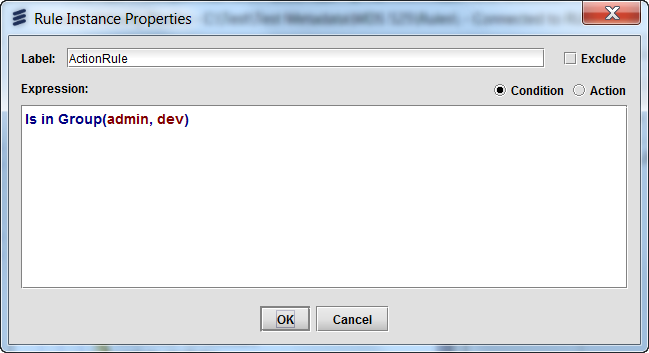 Rule Instance Properties
Label: ActionRule Exclude
Expression: Condition Action
Is in Group(admin, dev)
OK Cancel